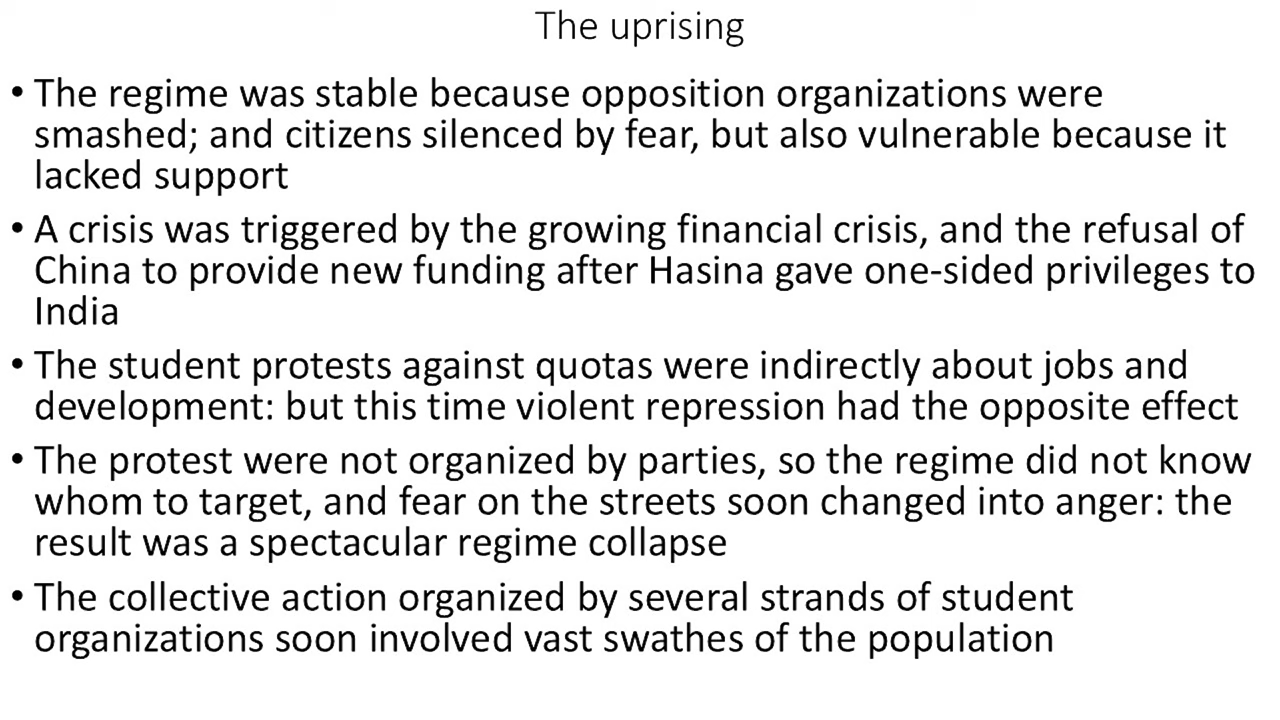 The uprising
• The regime was stable because opposition organizations were
smashed; and citizens silenced by fear, but also vulnerable because it
lacked support
• A crisis was triggered by the growing financial crisis, and the refusal of
China to provide new funding after Hasina gave one-sided privileges to
India
• The student protests against quotas were indirectly about jobs and
development: but this time violent repression had the opposite effect
• The protest were not organized by parties, so the regime did not know
whom to target, and fear on the streets soon changed into anger: the
result was a spectacular regime collapse
• The collective action organized by several strands of student
organizations soon involved vast swathes of the population